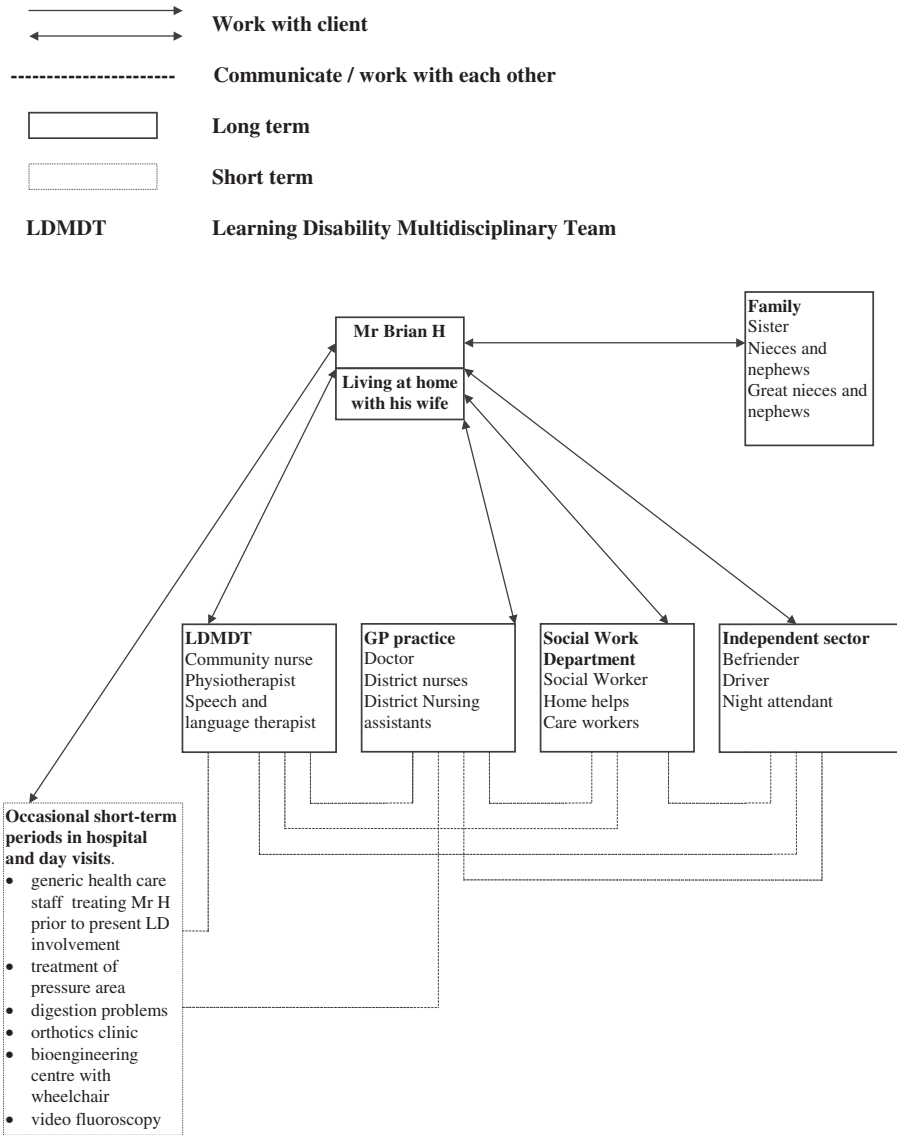 Work with client
Communicate / work with each other
Long term
Short term
LDMDT Learning Disability Multidisciplinary Team
Mr Brian H
Living at home
with his wife
Family
Sister
Nieces and
nephews
Great nieces and
nephews
LDMDT
Community nurse
Physiotherapist
Speech and
language therapist
GP practice
Doctor
District nurses
District Nursing
assistants
Social Work
Department
Social Worker
Home helps
Care workers
Independent sector
Befriender
Driver
Night attendant
Occasional short-term
periods in hospital
and day visits.
• generic health care
staff treating Mr H
prior to present LD
involvement
• treatment of
pressure area
• digestion problems
• orthotics clinic
• bioengineering
centre with
wheelchair
• video fluoroscopy